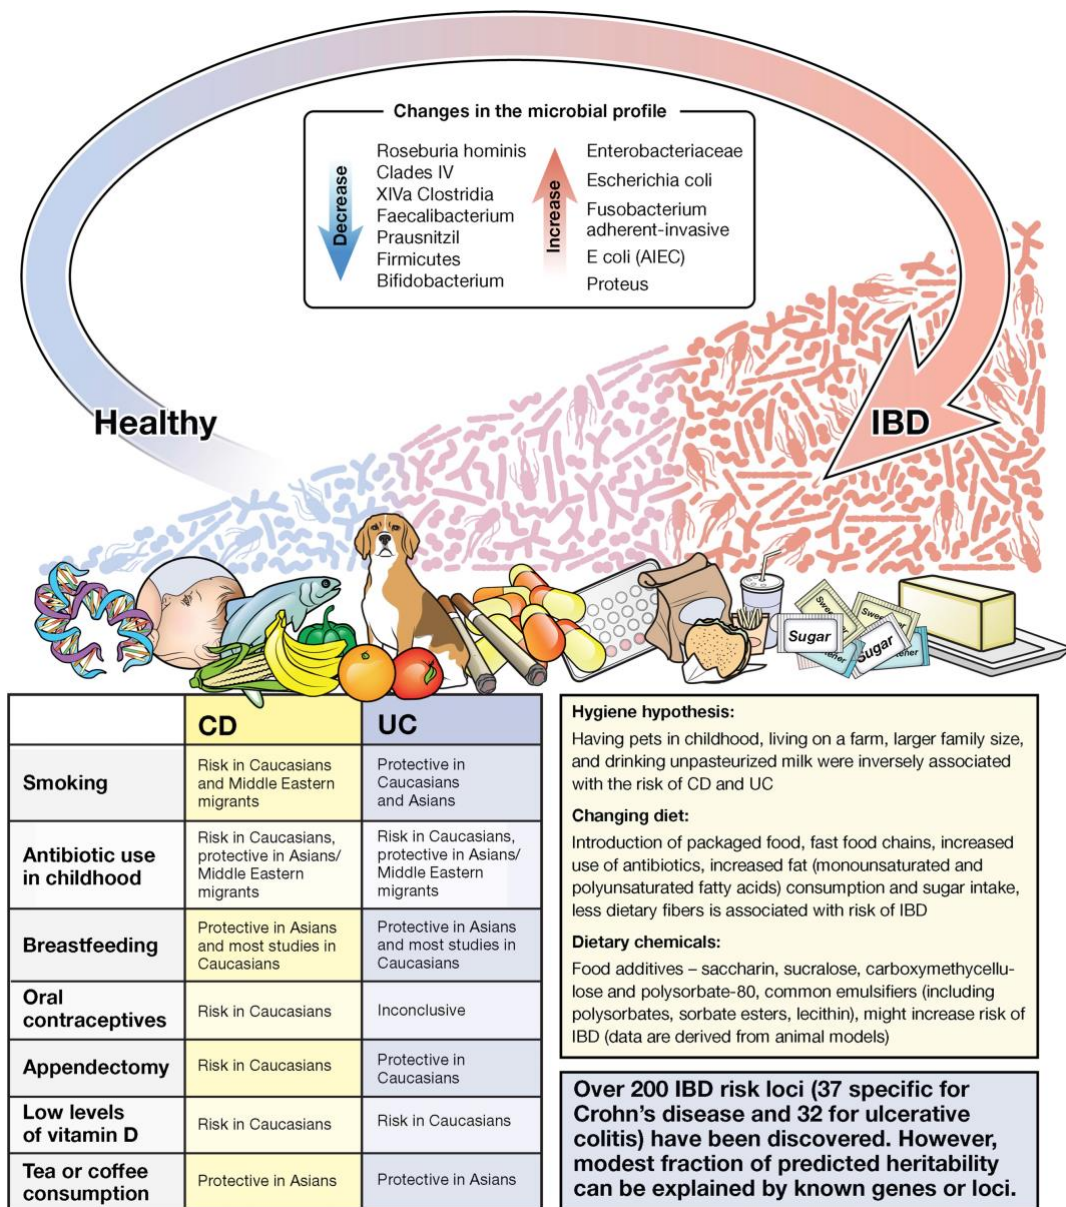 Changes in the microbial profile
Decrease
Roseburia hominis
Clades IV
XIVa Clostridia
Faecalibacterium
Prausnitzil
Firmicutes
Bifidobacterium
Increase
Enterobacteriaceae
Escherichia coli
Fusobacterium
adherent-invasive
E coli (AIEC)
Proteus
Healthy
IBD
Sugar
Sugar
CD
UC
Smoking
Risk in Caucasians
and Middle Eastern
migrants
Protective in
Caucasians
and Asians
Antibiotic use
in childhood
Risk in Caucasians,
protective in Asians/
Middle Eastern
migrants
Risk in Caucasians,
protective in Asians/
Middle Eastern
migrants
Breastfeeding
Protective in Asians
and most studies in
Caucasians
Protective in Asians
and most studies in
Caucasians
Oral
contraceptives
Risk in Caucasians
Inconclusive
Appendectomy
Risk in Caucasians
Protective in
Caucasians
Low levels
of vitamin D
Risk in Caucasians
Risk in Caucasians
Tea or coffee
consumption
Protective in Asians
Protective in Asians
Hygiene hypothesis:
Having pets in childhood, living on a farm, larger family size,
and drinking unpasteurized milk were inversely associated
with the risk of CD and UC
Changing diet:
Introduction of packaged food, fast food chains, increased
use of antibiotics, increased fat (monounsaturated and
polyunsaturated fatty acids) consumption and sugar intake,
less dietary fibers is associated with risk of IBD
Dietary chemicals:
Food additives – saccharin, sucralose, carboxymethycellu-
lose and polysorbate-80, common emulsifiers (including
polysorbates, sorbate esters, lecithin), might increase risk of
IBD (data are derived from animal models)
Over 200 IBD risk loci (37 specific for
Crohn's disease and 32 for ulcerative
colitis) have been discovered. However,
modest fraction of predicted heritability
can be explained by known genes or loci.